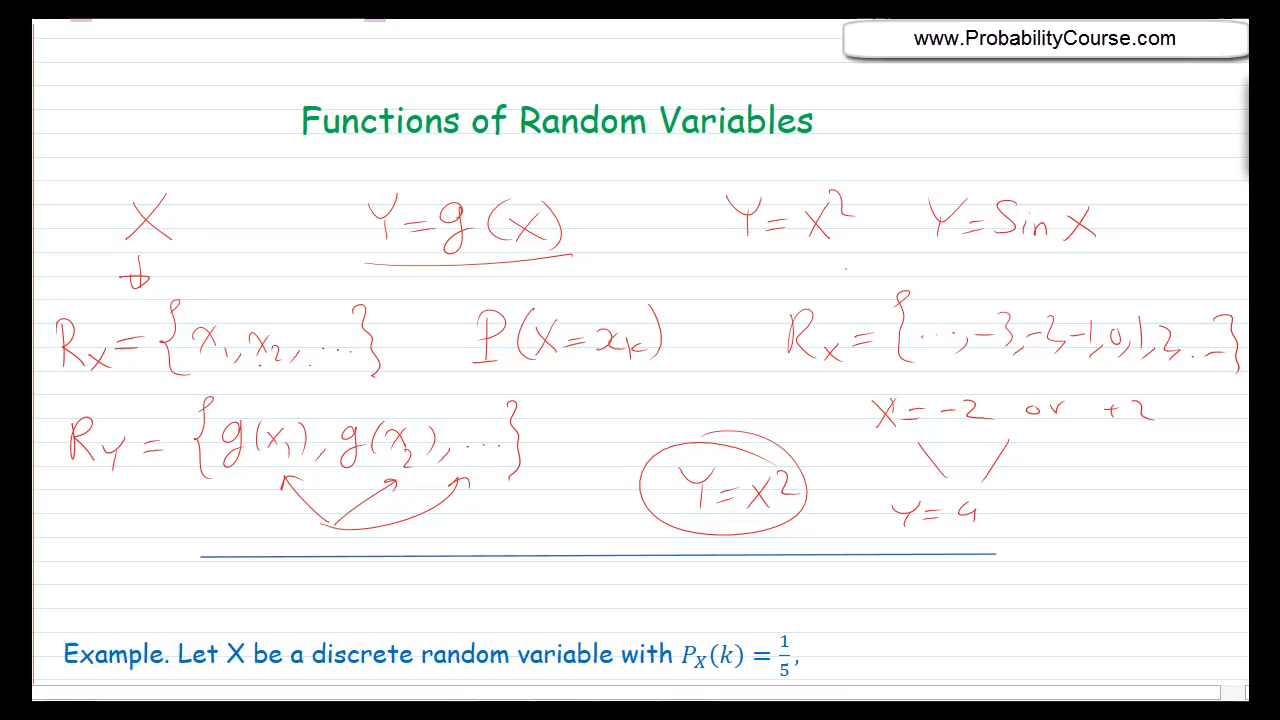 www.ProbabilityCourse.com
Functions of Random Variables
X Y = g(X) Y = X² Y = Sin X
R_X = {x₁, x₂, ...} P(X = x_k) R_X = {..., -3, -2, -1, 0, 1, 2, ...}
X = -2 or +2
R_Y = {g(x₁), g(x₂), ...}
Y = X²
Y = 4
Example. Let X be a discrete random variable with P_X(k) = 1/5,